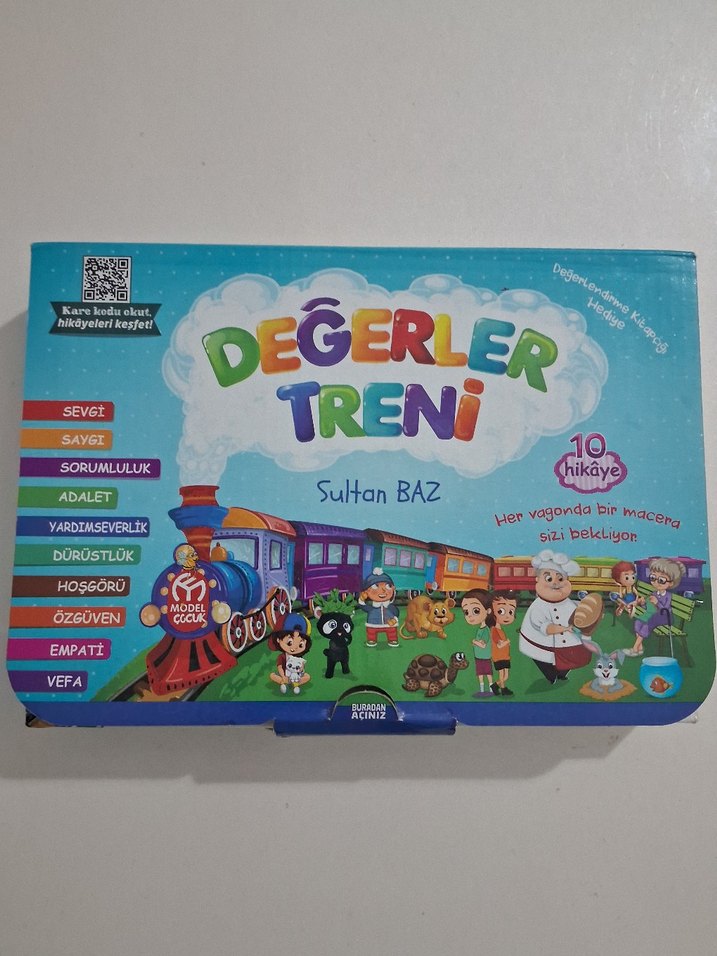 Kare kodu okut,
hikâyeleri keşfet!
Değerlendirme Kitapçığı
Hediye
DEĞERLER
TRENİ
Sultan BAZ
10
hikâye
Her vagonda bir macera
sizi bekliyor.
SEVGİ
SAYGI
SORUMLULUK
ADALET
YARDIMSEVERLİK
DÜRÜSTLÜK
HOŞGÖRÜ
ÖZGÜVEN
EMPATİ
VEFA
MODEL
ÇOCUK
BURADAN
AÇINIZ